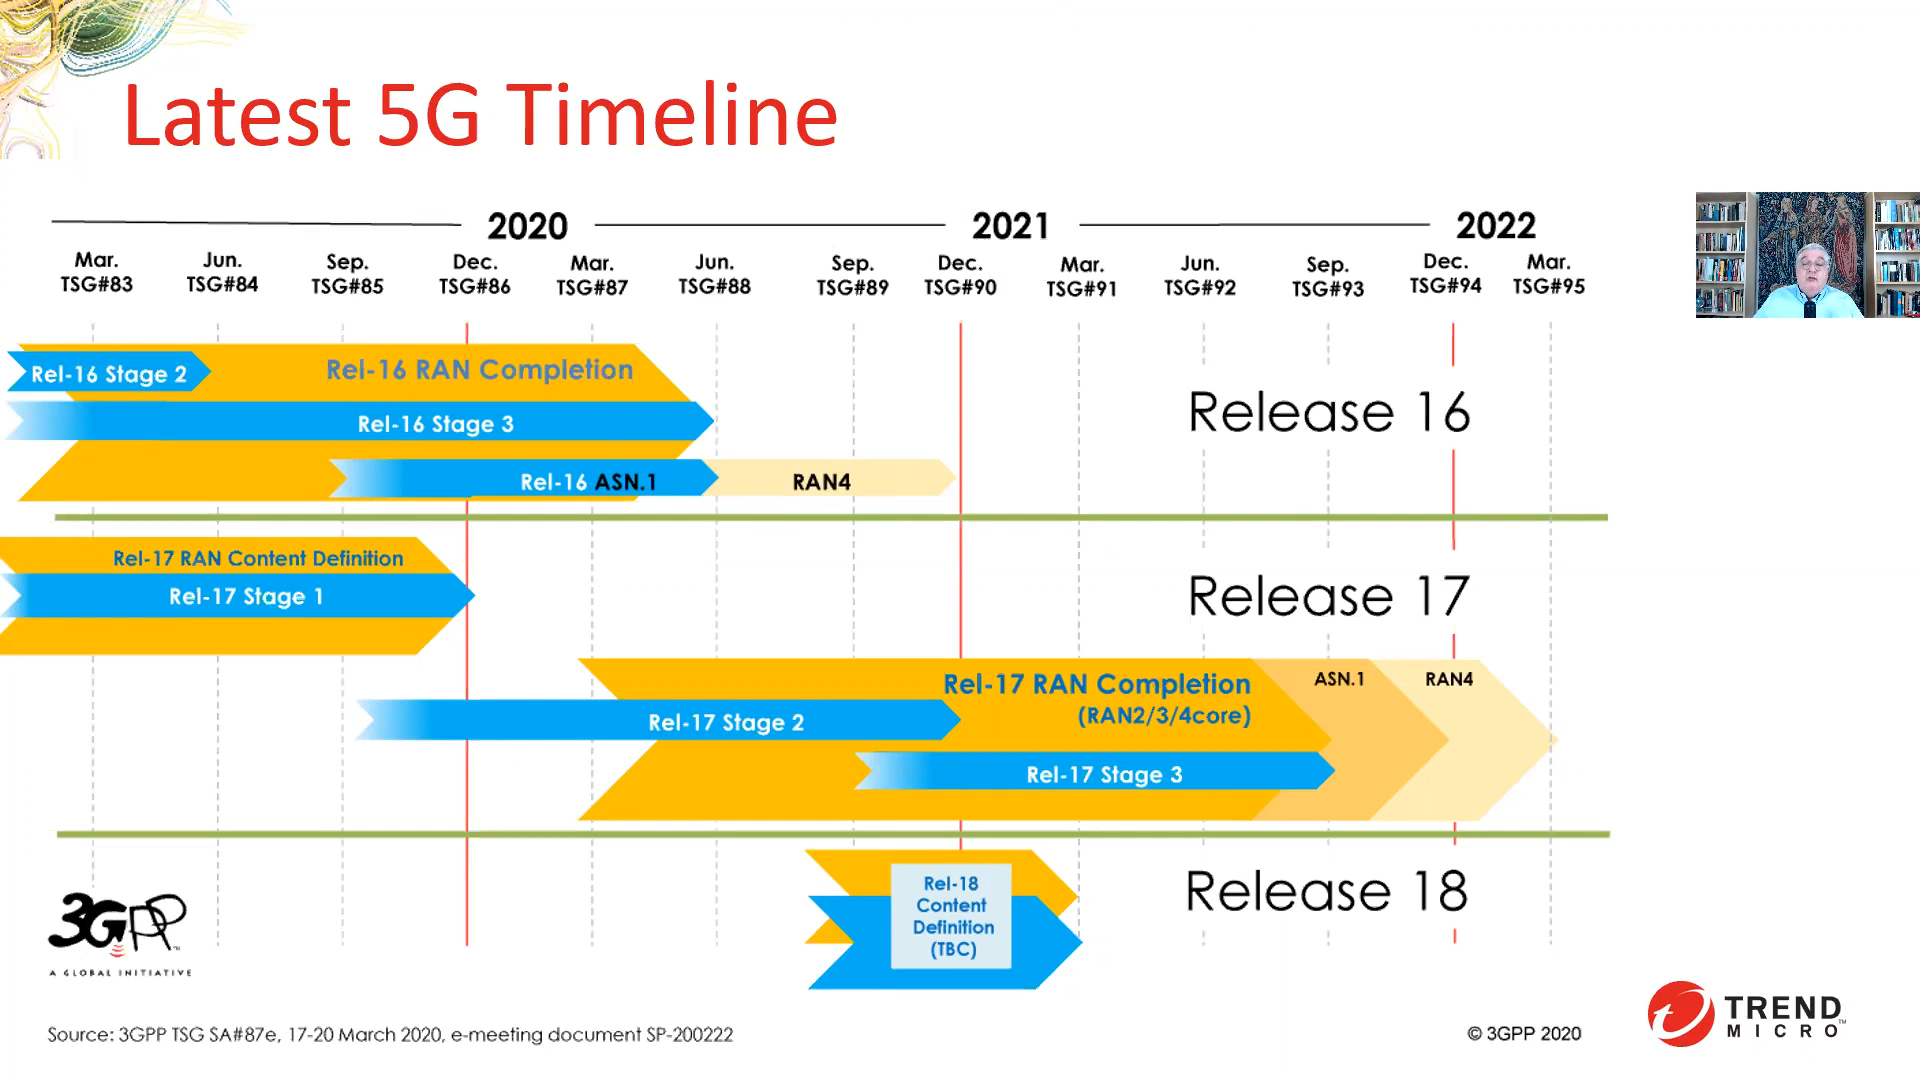 Latest 5G Timeline
2020 2021 2022
Mar. Jun. Sep. Dec. Mar. Jun. Sep. Dec. Mar. Jun. Sep. Dec. Mar.
TSG#83 TSG#84 TSG#85 TSG#86 TSG#87 TSG#88 TSG#89 TSG#90 TSG#91 TSG#92 TSG#93 TSG#94 TSG#95
Rel-16 Stage 2
Rel-16 RAN Completion
Rel-16 Stage 3
Rel-16 ASN.1
RAN4
Release 16
Rel-17 RAN Content Definition
Rel-17 Stage 1
Release 17
Rel-17 RAN Completion
(RAN2/3/4core)
ASN.1
RAN4
Rel-17 Stage 2
Rel-17 Stage 3
Rel-18
Content
Definition
(TBC)
Release 18
3GPP™
A GLOBAL INITIATIVE
Source: 3GPP TSG SA#87e, 17-20 March 2020, e-meeting document SP-200222
© 3GPP 2020
TREND
MICRO™